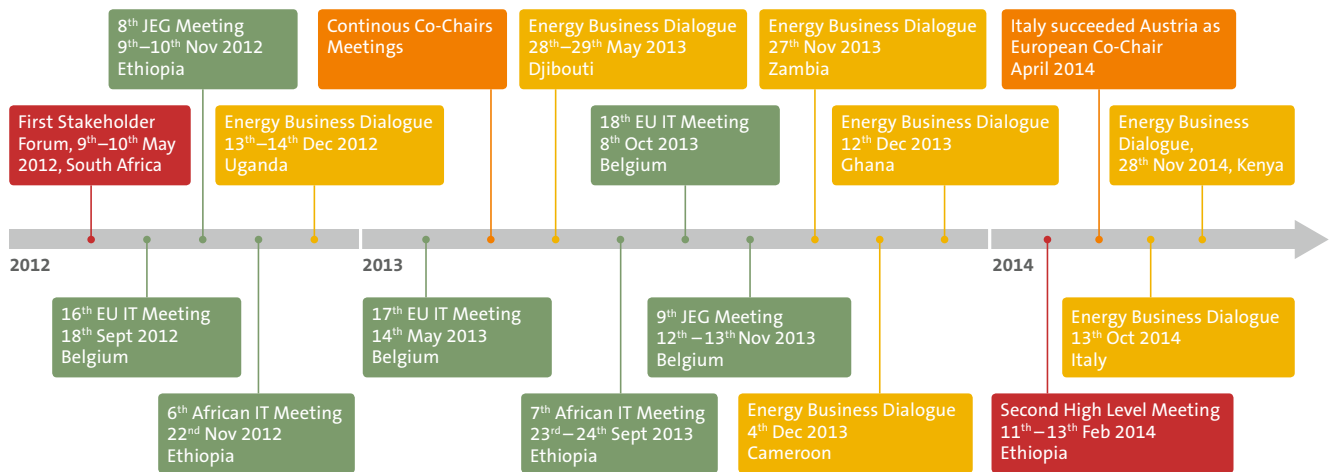 8th JEG Meeting
9th–10th Nov 2012
Ethiopia
Continous Co-Chairs
Meetings
Energy Business Dialogue
28th–29th May 2013
Djibouti
Energy Business Dialogue
27th Nov 2013
Zambia
Italy succeeded Austria as
European Co-Chair
April 2014
First Stakeholder
Forum, 9th–10th May
2012, South Africa
Energy Business Dialogue
13th–14th Dec 2012
Uganda
18th EU IT Meeting
8th Oct 2013
Belgium
Energy Business Dialogue
12th Dec 2013
Ghana
Energy Business
Dialogue,
28th Nov 2014, Kenya
2012
2013
2014
16th EU IT Meeting
18th Sept 2012
Belgium
17th EU IT Meeting
14th May 2013
Belgium
9th JEG Meeting
12th–13th Nov 2013
Belgium
Energy Business Dialogue
13th Oct 2014
Italy
6th African IT Meeting
22nd Nov 2012
Ethiopia
7th African IT Meeting
23rd–24th Sept 2013
Ethiopia
Energy Business Dialogue
4th Dec 2013
Cameroon
Second High Level Meeting
11th–13th Feb 2014
Ethiopia